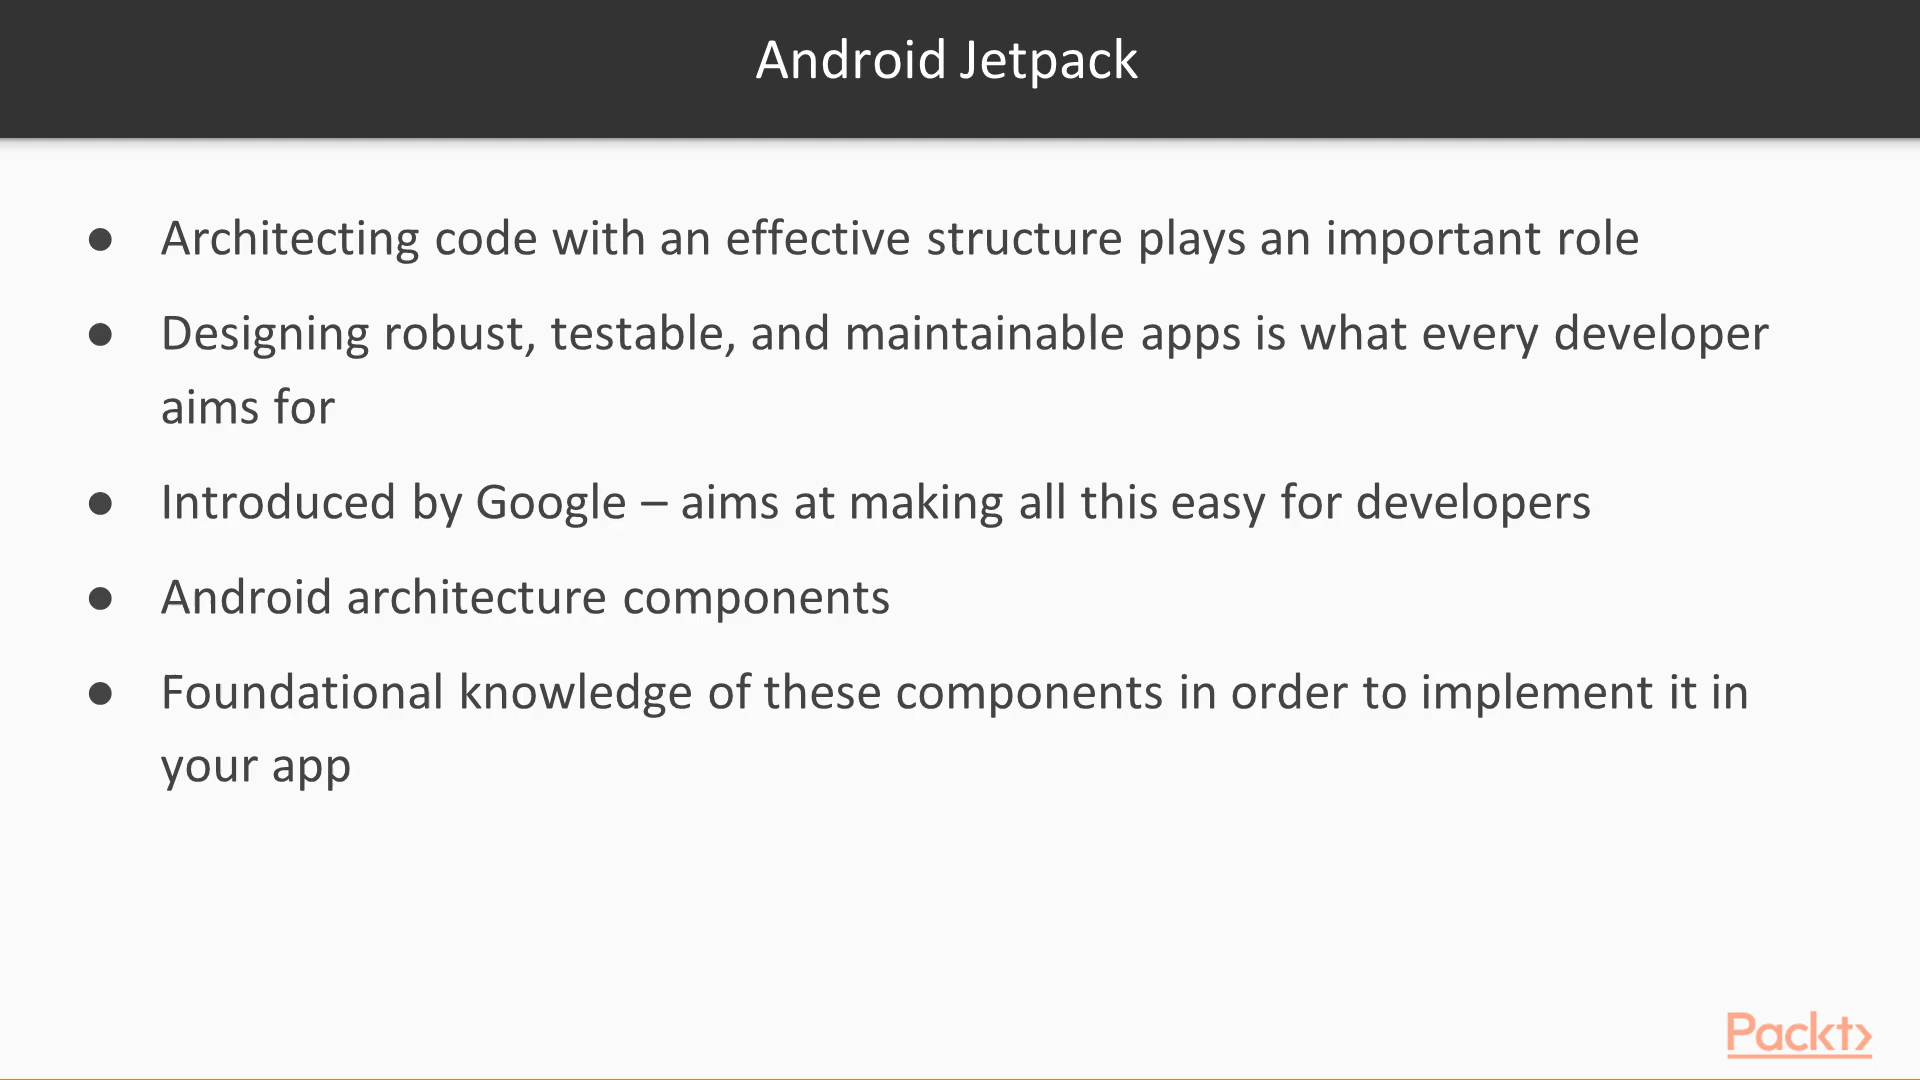 Android Jetpack
● Architecting code with an effective structure plays an important role
● Designing robust, testable, and maintainable apps is what every developer
aims for
● Introduced by Google – aims at making all this easy for developers
● Android architecture components
● Foundational knowledge of these components in order to implement it in
your app
Packt>